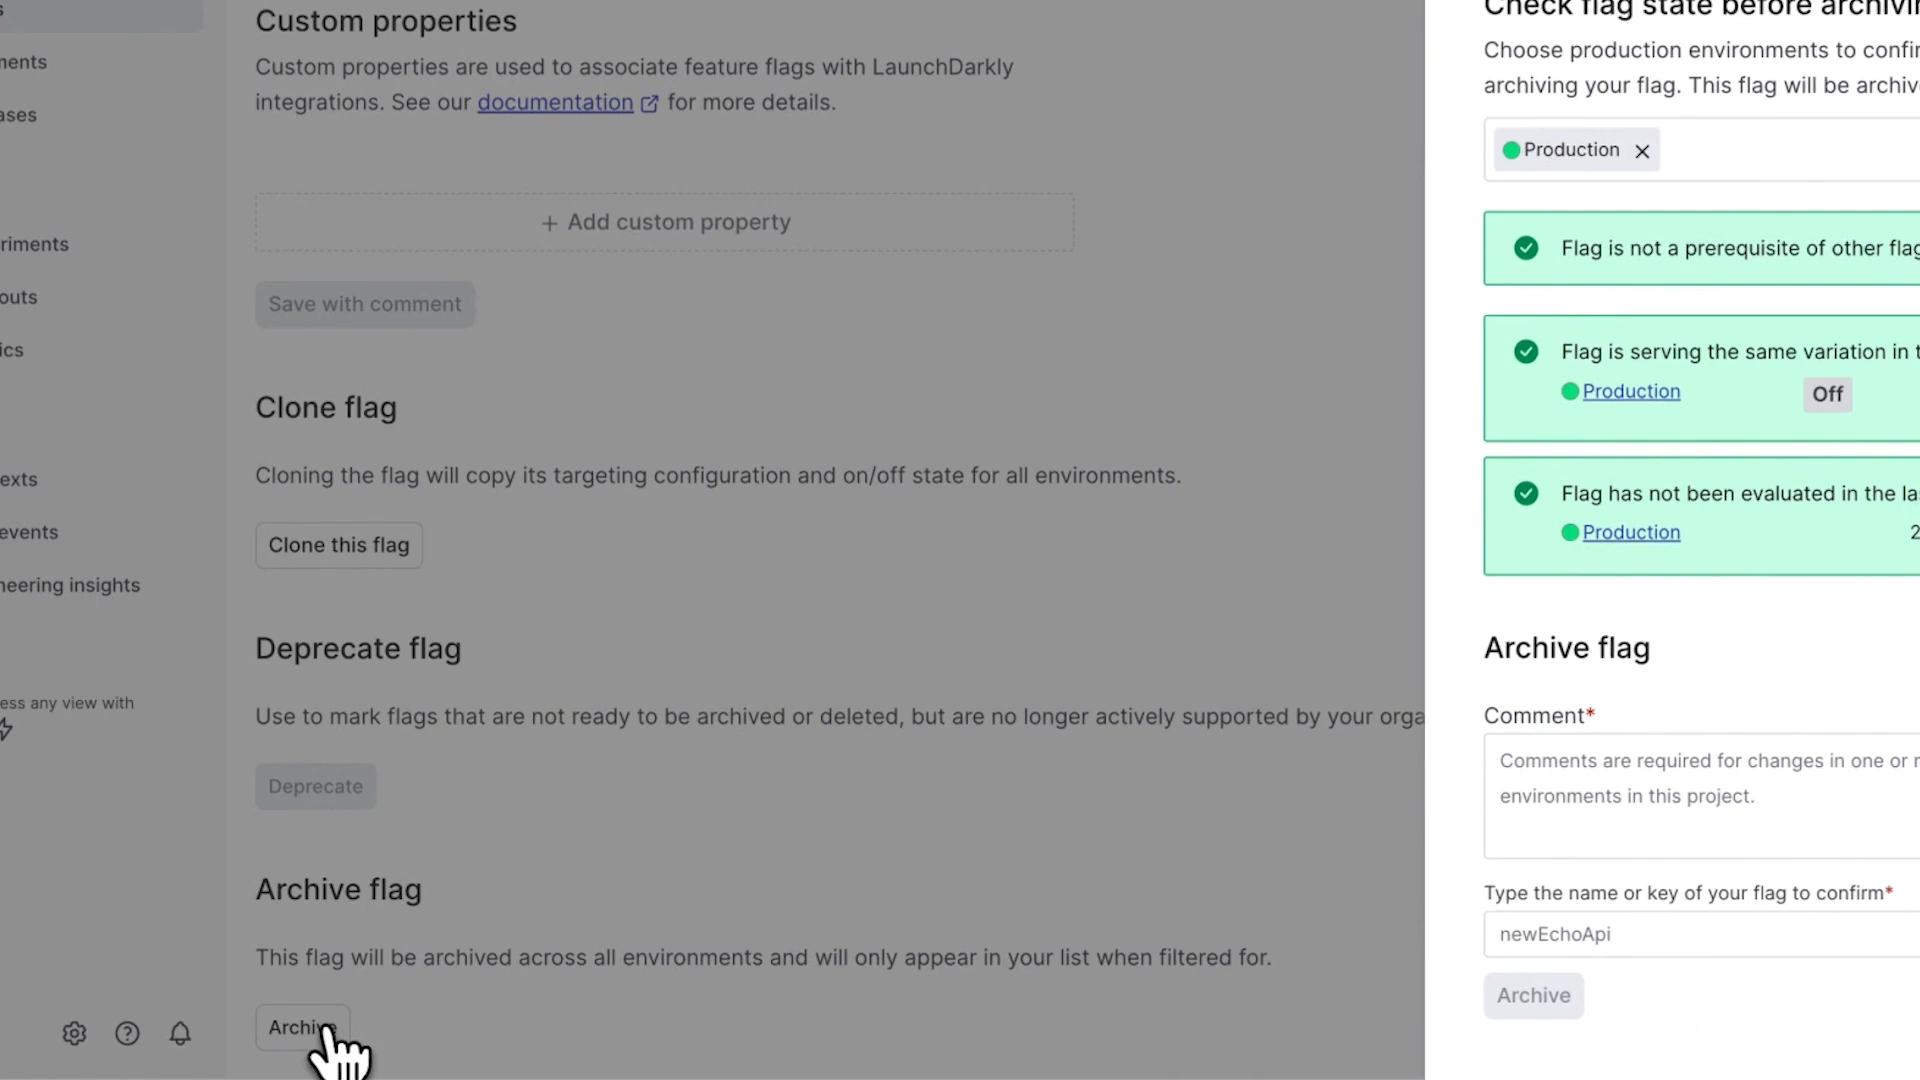 Custom properties
Custom properties are used to associate feature flags with LaunchDarkly
integrations. See our documentation for more details.
+ Add custom property
Save with comment
Clone flag
Cloning the flag will copy its targeting configuration and on/off state for all environments.
Clone this flag
Deprecate flag
Use to mark flags that are not ready to be archived or deleted, but are no longer actively supported by your orga
Deprecate
Archive flag
This flag will be archived across all environments and will only appear in your list when filtered for.
Archive
s
nents
ases
riments
outs
ics
exts
events
neering insights
ess any view with
Check flag state before archivin
Choose production environments to confir
archiving your flag. This flag will be archive
Production
Flag is not a prerequisite of other flag
Flag is serving the same variation in t
Production Off
Flag has not been evaluated in the las
Production 2
Archive flag
Comment*
Comments are required for changes in one or
environments in this project.
Type the name or key of your flag to confirm*
newEchoApi
Archive